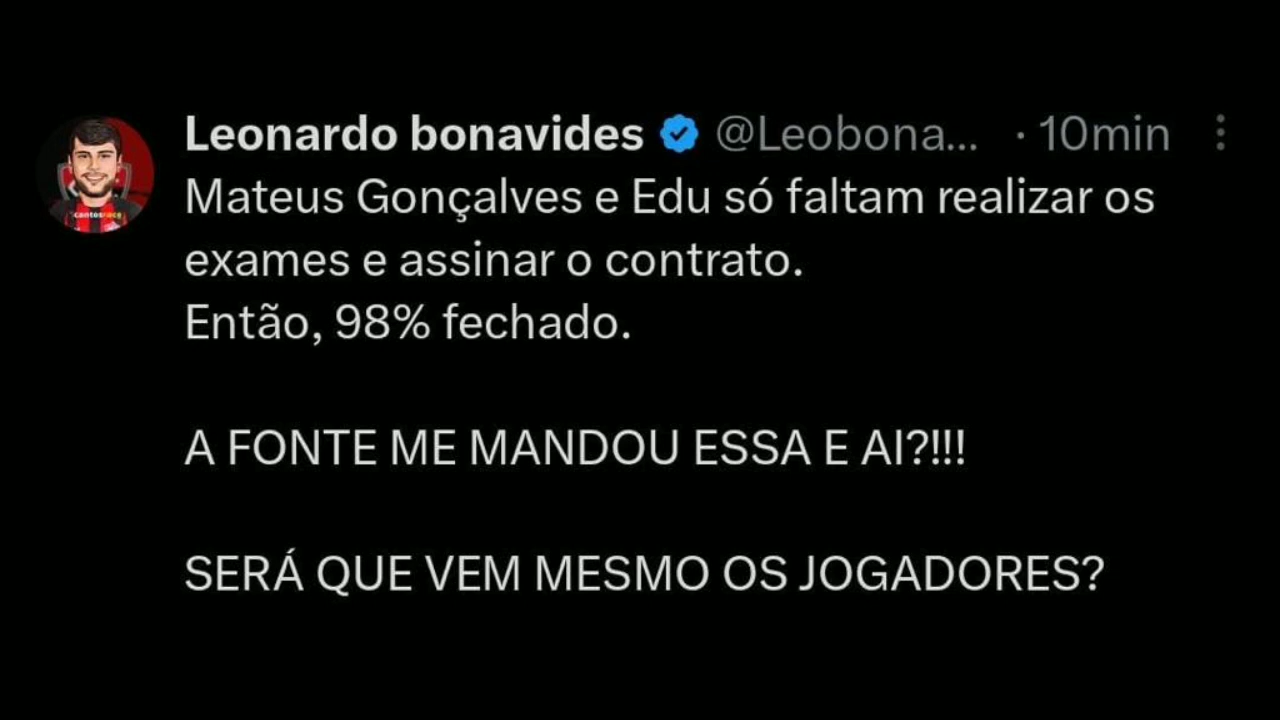 Leonardo bonavides @Leobona... · 10min
Mateus Gonçalves e Edu só faltam realizar os
exames e assinar o contrato.
Então, 98% fechado.
A FONTE ME MANDOU ESSA E AI?!!!
SERÁ QUE VEM MESMO OS JOGADORES?